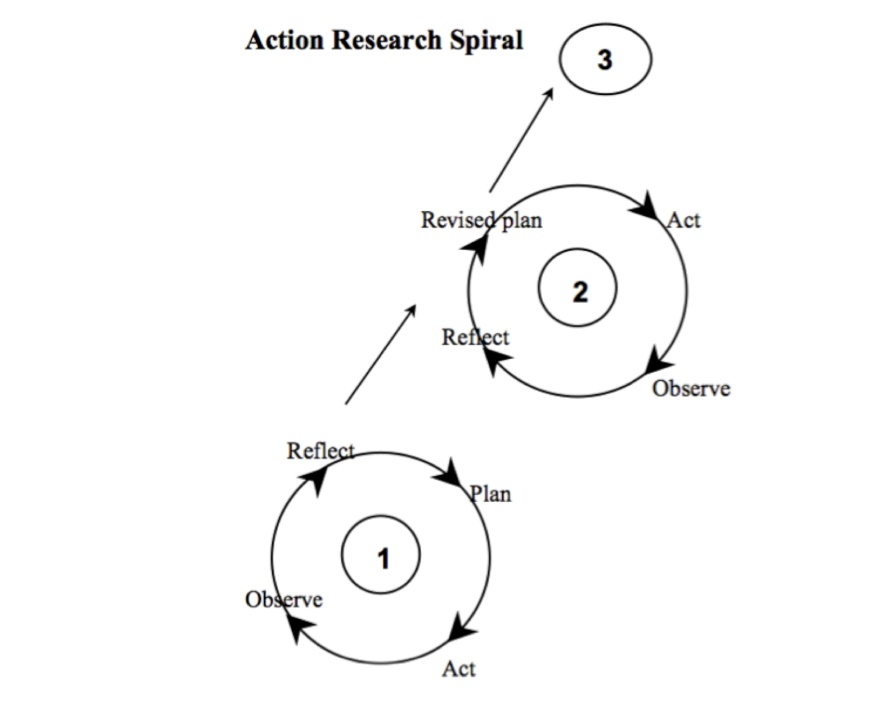 Action Research Spiral
3
Revised plan
Act
2
Reflect
Observe
Reflect
Plan
1
Observe
Act